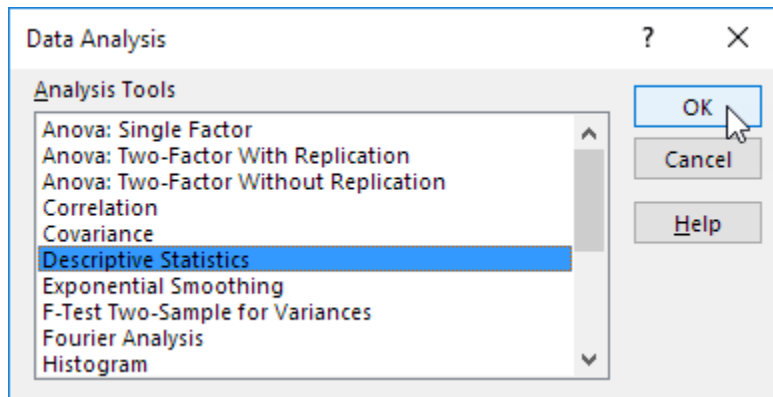 Data Analysis
?
Analysis Tools
Anova: Single Factor
Anova: Two-Factor With Replication
Anova: Two-Factor Without Replication
Correlation
Covariance
Descriptive Statistics
Exponential Smoothing
F-Test Two-Sample for Variances
Fourier Analysis
Histogram
OK
Cancel
Help